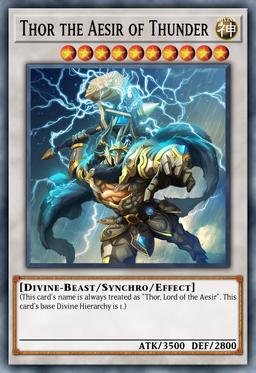 Thor the Aesir of Thunder
DIVINE
神
[Divine-Beast/Synchro/Effect]
(This card's name is always treated as "Thor, Lord of the Aesir". This
card's base Divine Hierarchy is 1.)
ATK/3500 DEF/2800